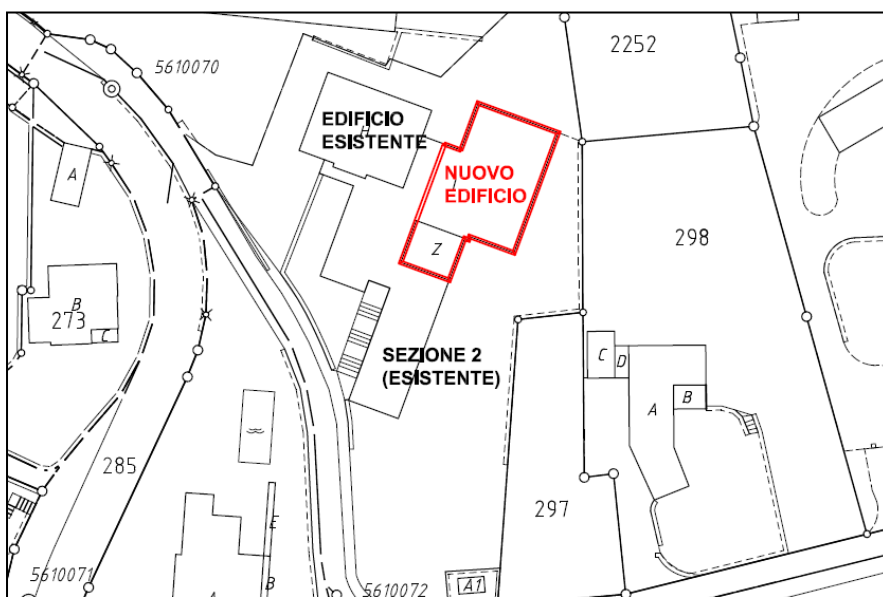 2252
5610070
EDIFICIO
ESISTENTE
A
NUOVO
EDIFICIO
298
Z
B
273
C
SEZIONE 2
(ESISTENTE)
C
D
B
A
285
297
E
5610071
B
5610072
A1